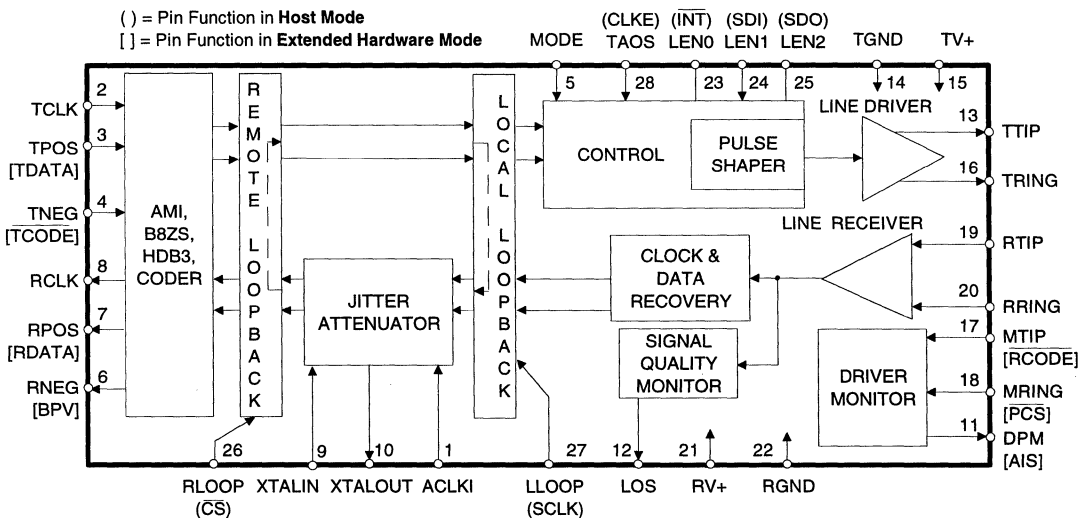 ( ) = Pin Function in Host Mode
[ ] = Pin Function in Extended Hardware Mode
(CLKE) (INT) (SDI) (SDO)
MODE TAOS LEN0 LEN1 LEN2 TGND TV+
5 28 23 24 25 14 15
2
TCLK
3
TPOS
[TDATA]
4
TNEG
[TCODE]
8
RCLK
7
RPOS
[RDATA]
6
RNEG
[BPV]
AMI,
B8ZS,
HDB3,
CODER
REMOTE LOOPBACK
JITTER
ATTENUATOR
LOCAL LOOPBACK
CONTROL
PULSE
SHAPER
LINE DRIVER
13
TTIP
16
TRING
LINE RECEIVER
19
RTIP
20
RRING
CLOCK &
DATA
RECOVERY
SIGNAL
QUALITY
MONITOR
DRIVER
MONITOR
17
MTIP
[RCODE]
18
MRING
[PCS]
11
DPM
[AIS]
26 9 10 1 27 12 21 22
RLOOP XTALIN XTALOUT ACLKI LLOOP LOS RV+ RGND
(CS) (SCLK)